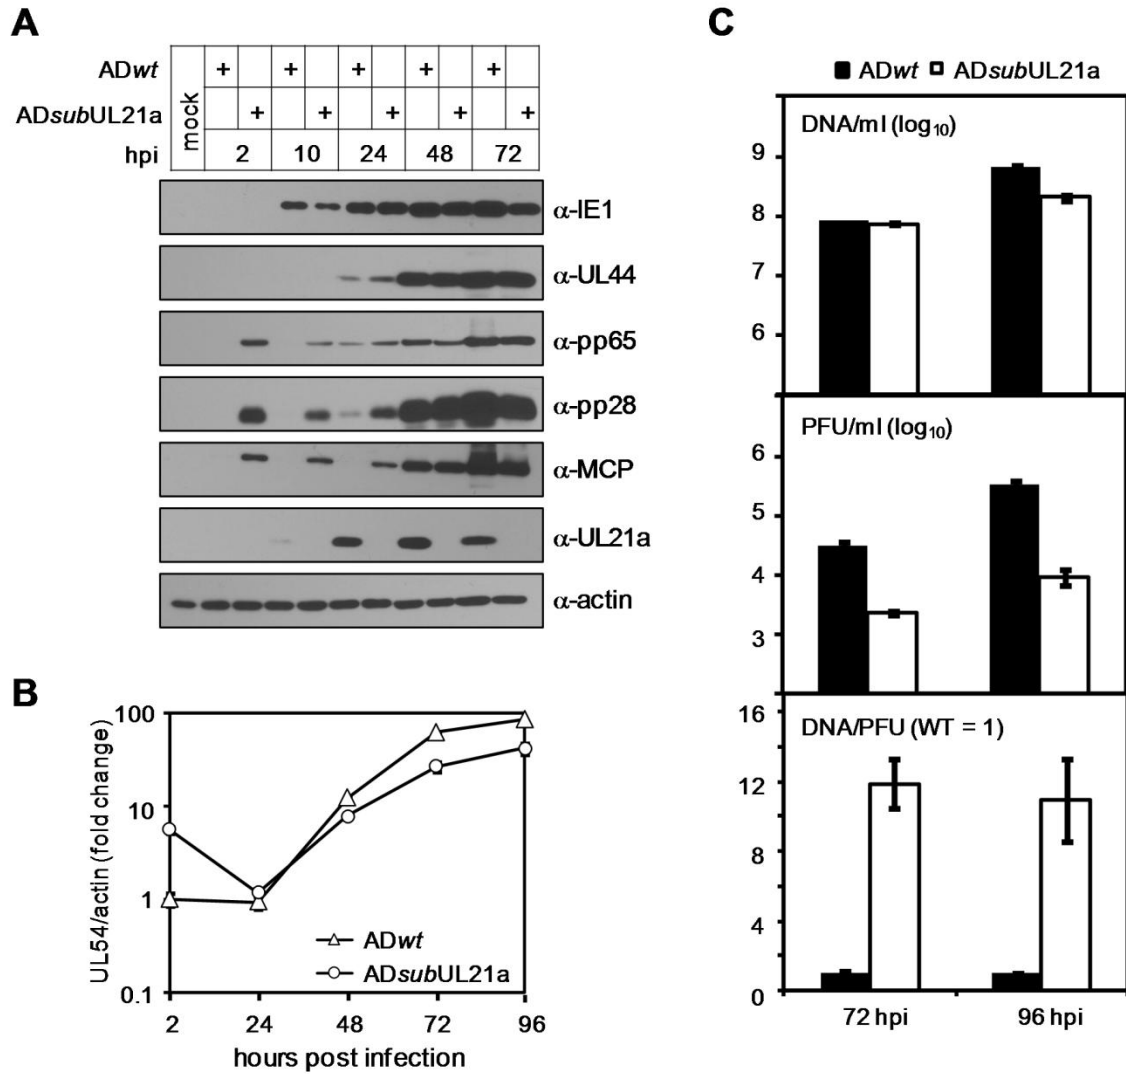 A
ADwt + + + + +
ADsubUL21a + + + + +
mock
hpi 2 10 24 48 72
α-IE1
α-UL44
α-pp65
α-pp28
α-MCP
α-UL21a
α-actin
B
UL54/actin (fold change)
100
10
1
0.1
ADwt
ADsubUL21a
2 24 48 72 96
hours post infection
C
ADwt ADsubUL21a
DNA/ml (log10)
9
8
7
6
PFU/ml (log10)
6
5
4
3
DNA/PFU (WT = 1)
16
12
8
4
0
72 hpi 96 hpi